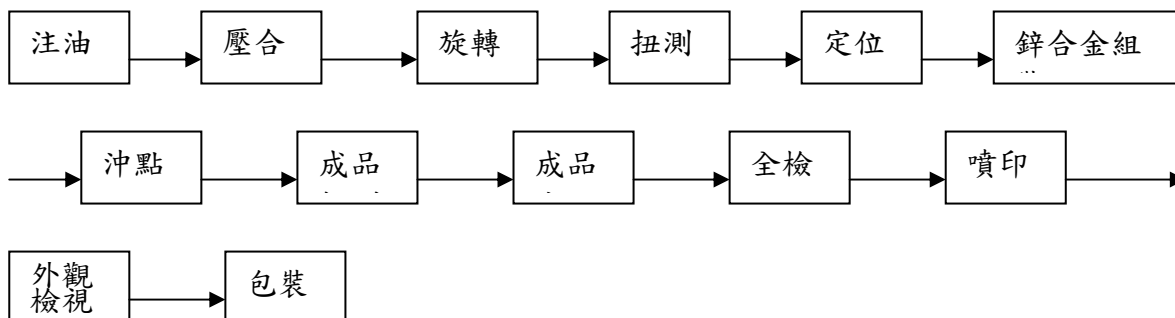 注油
壓合
旋轉
扭測
定位
鋅合金組
沖點
成品
成品
全檢
噴印
外觀
檢視
包裝